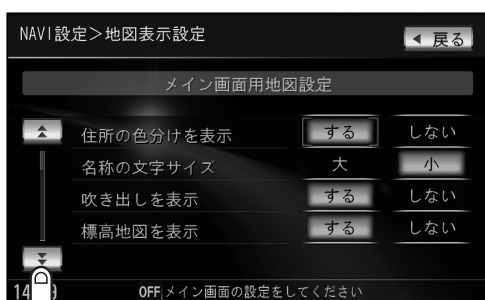 NAVI設定＞地図表示設定
◀ 戻る
メイン画面用地図設定
住所の色分けを表示 する しない
名称の文字サイズ 大 小
吹き出しを表示 する しない
標高地図を表示 する しない
OFF メイン画面の設定をしてください